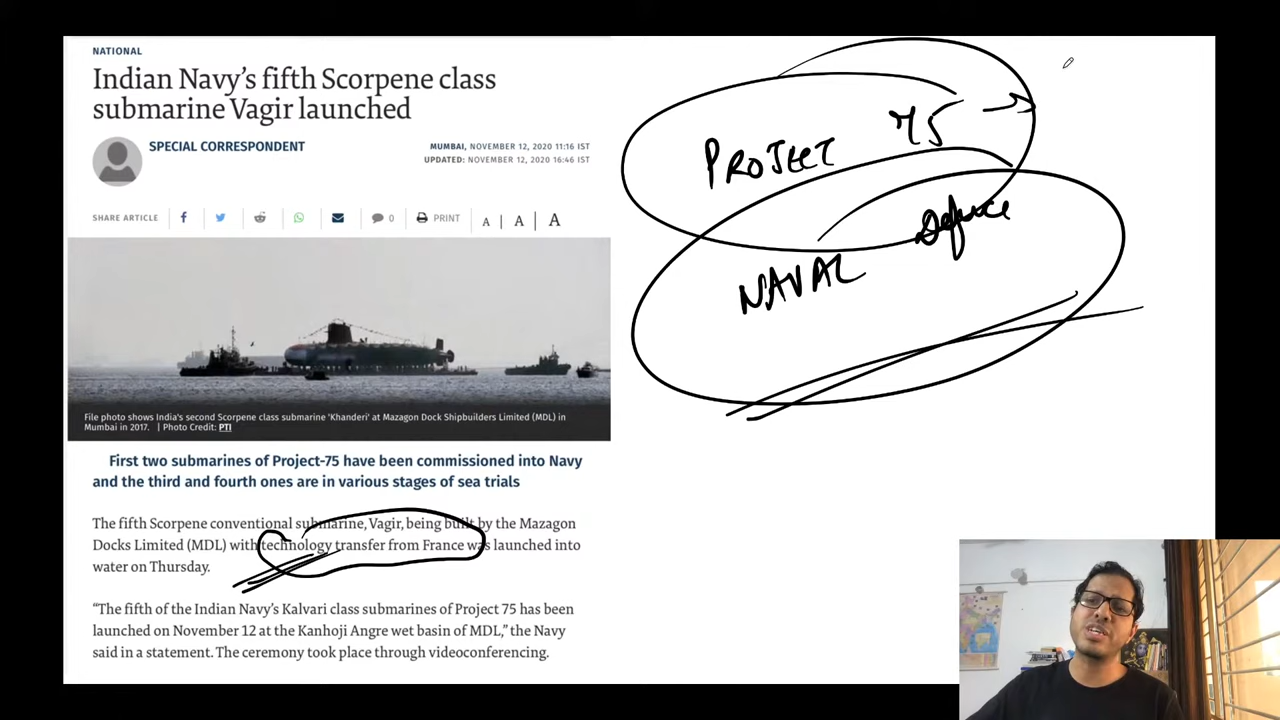 NATIONAL
Indian Navy's fifth Scorpene class
submarine Vagir launched
SPECIAL CORRESPONDENT
MUMBAI, NOVEMBER 12, 2020 11:16 IST
UPDATED: NOVEMBER 12, 2020 16:46 IST
SHARE ARTICLE 0 PRINT A A A
File photo shows India's second Scorpene class submarine 'Khanderi' at Mazagon Dock Shipbuilders Limited (MDL) in
Mumbai in 2017. | Photo Credit: PTI
First two submarines of Project-75 have been commissioned into Navy
and the third and fourth ones are in various stages of sea trials
The fifth Scorpene conventional submarine, Vagir, being built by the Mazagon
Docks Limited (MDL) with technology transfer from France was launched into
water on Thursday.
“The fifth of the Indian Navy's Kalvari class submarines of Project 75 has been
launched on November 12 at the Kanhoji Angre wet basin of MDL,” the Navy
said in a statement. The ceremony took place through videoconferencing.
PROJECT 75
NAVAL Defence